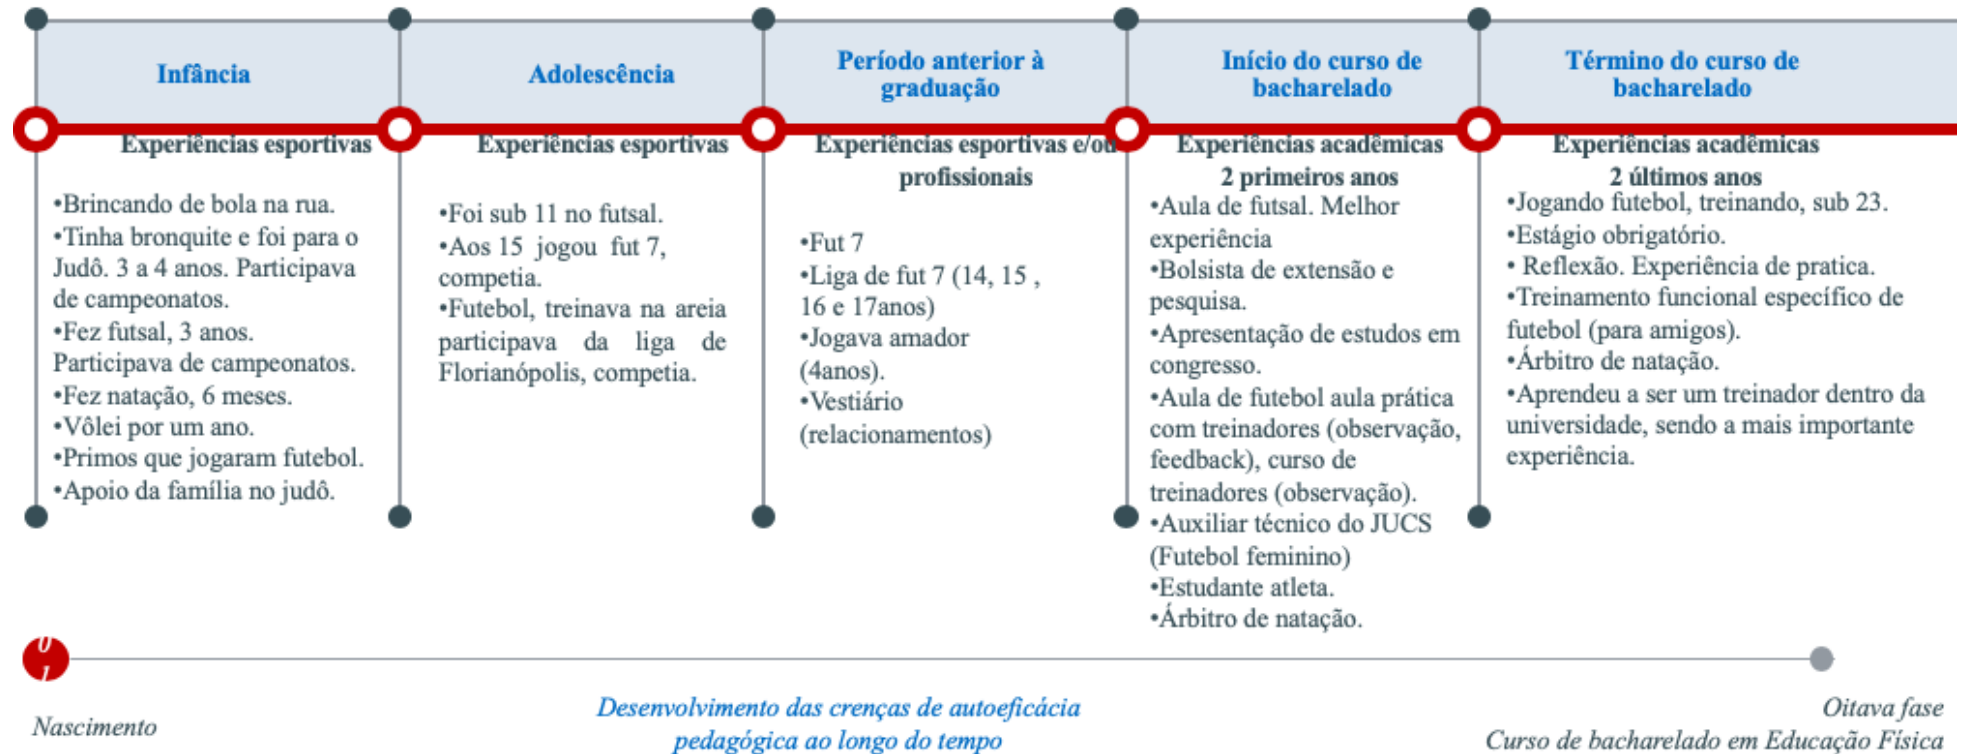 Infância
Experiências esportivas
•Brincando de bola na rua.
•Tinha bronquite e foi para o
Judô. 3 a 4 anos. Participava
de campeonatos.
•Fez futsal, 3 anos.
Participava de campeonatos.
•Fez natação, 6 meses.
•Vôlei por um ano.
•Primos que jogaram futebol.
•Apoio da família no judô.
Adolescência
Experiências esportivas
•Foi sub 11 no futsal.
•Aos 15 jogou fut 7,
competia.
•Futebol, treinava na areia
participava da liga de
Florianópolis, competia.
Período anterior à
graduação
Experiências esportivas e/ou
profissionais
•Fut 7
•Liga de fut 7 (14, 15 ,
16 e 17anos)
•Jogava amador
(4anos).
•Vestiário
(relacionamentos)
Início do curso de
bacharelado
Experiências acadêmicas
2 primeiros anos
•Aula de futsal. Melhor
experiência
•Bolsista de extensão e
pesquisa.
•Apresentação de estudos em
congresso.
•Aula de futebol aula prática
com treinadores (observação,
feedback), curso de
treinadores (observação).
•Auxiliar técnico do JUCS
(Futebol feminino)
•Estudante atleta.
•Árbitro de natação.
Término do curso de
bacharelado
Experiências acadêmicas
2 últimos anos
•Jogando futebol, treinando, sub 23.
•Estágio obrigatório.
• Reflexão. Experiência de pratica.
•Treinamento funcional específico de
futebol (para amigos).
•Árbitro de natação.
•Aprendeu a ser um treinador dentro da
universidade, sendo a mais importante
experiência.
0
1
Nascimento
Desenvolvimento das crenças de autoeficácia
pedagógica ao longo do tempo
Oitava fase
Curso de bacharelado em Educação Física